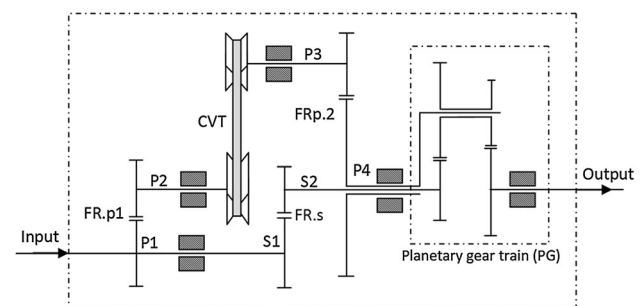 P3
CVT
FRp.2
P2
S2
P4
Output
FR.p1
FR.s
Input
P1
S1
Planetary gear train (PG)